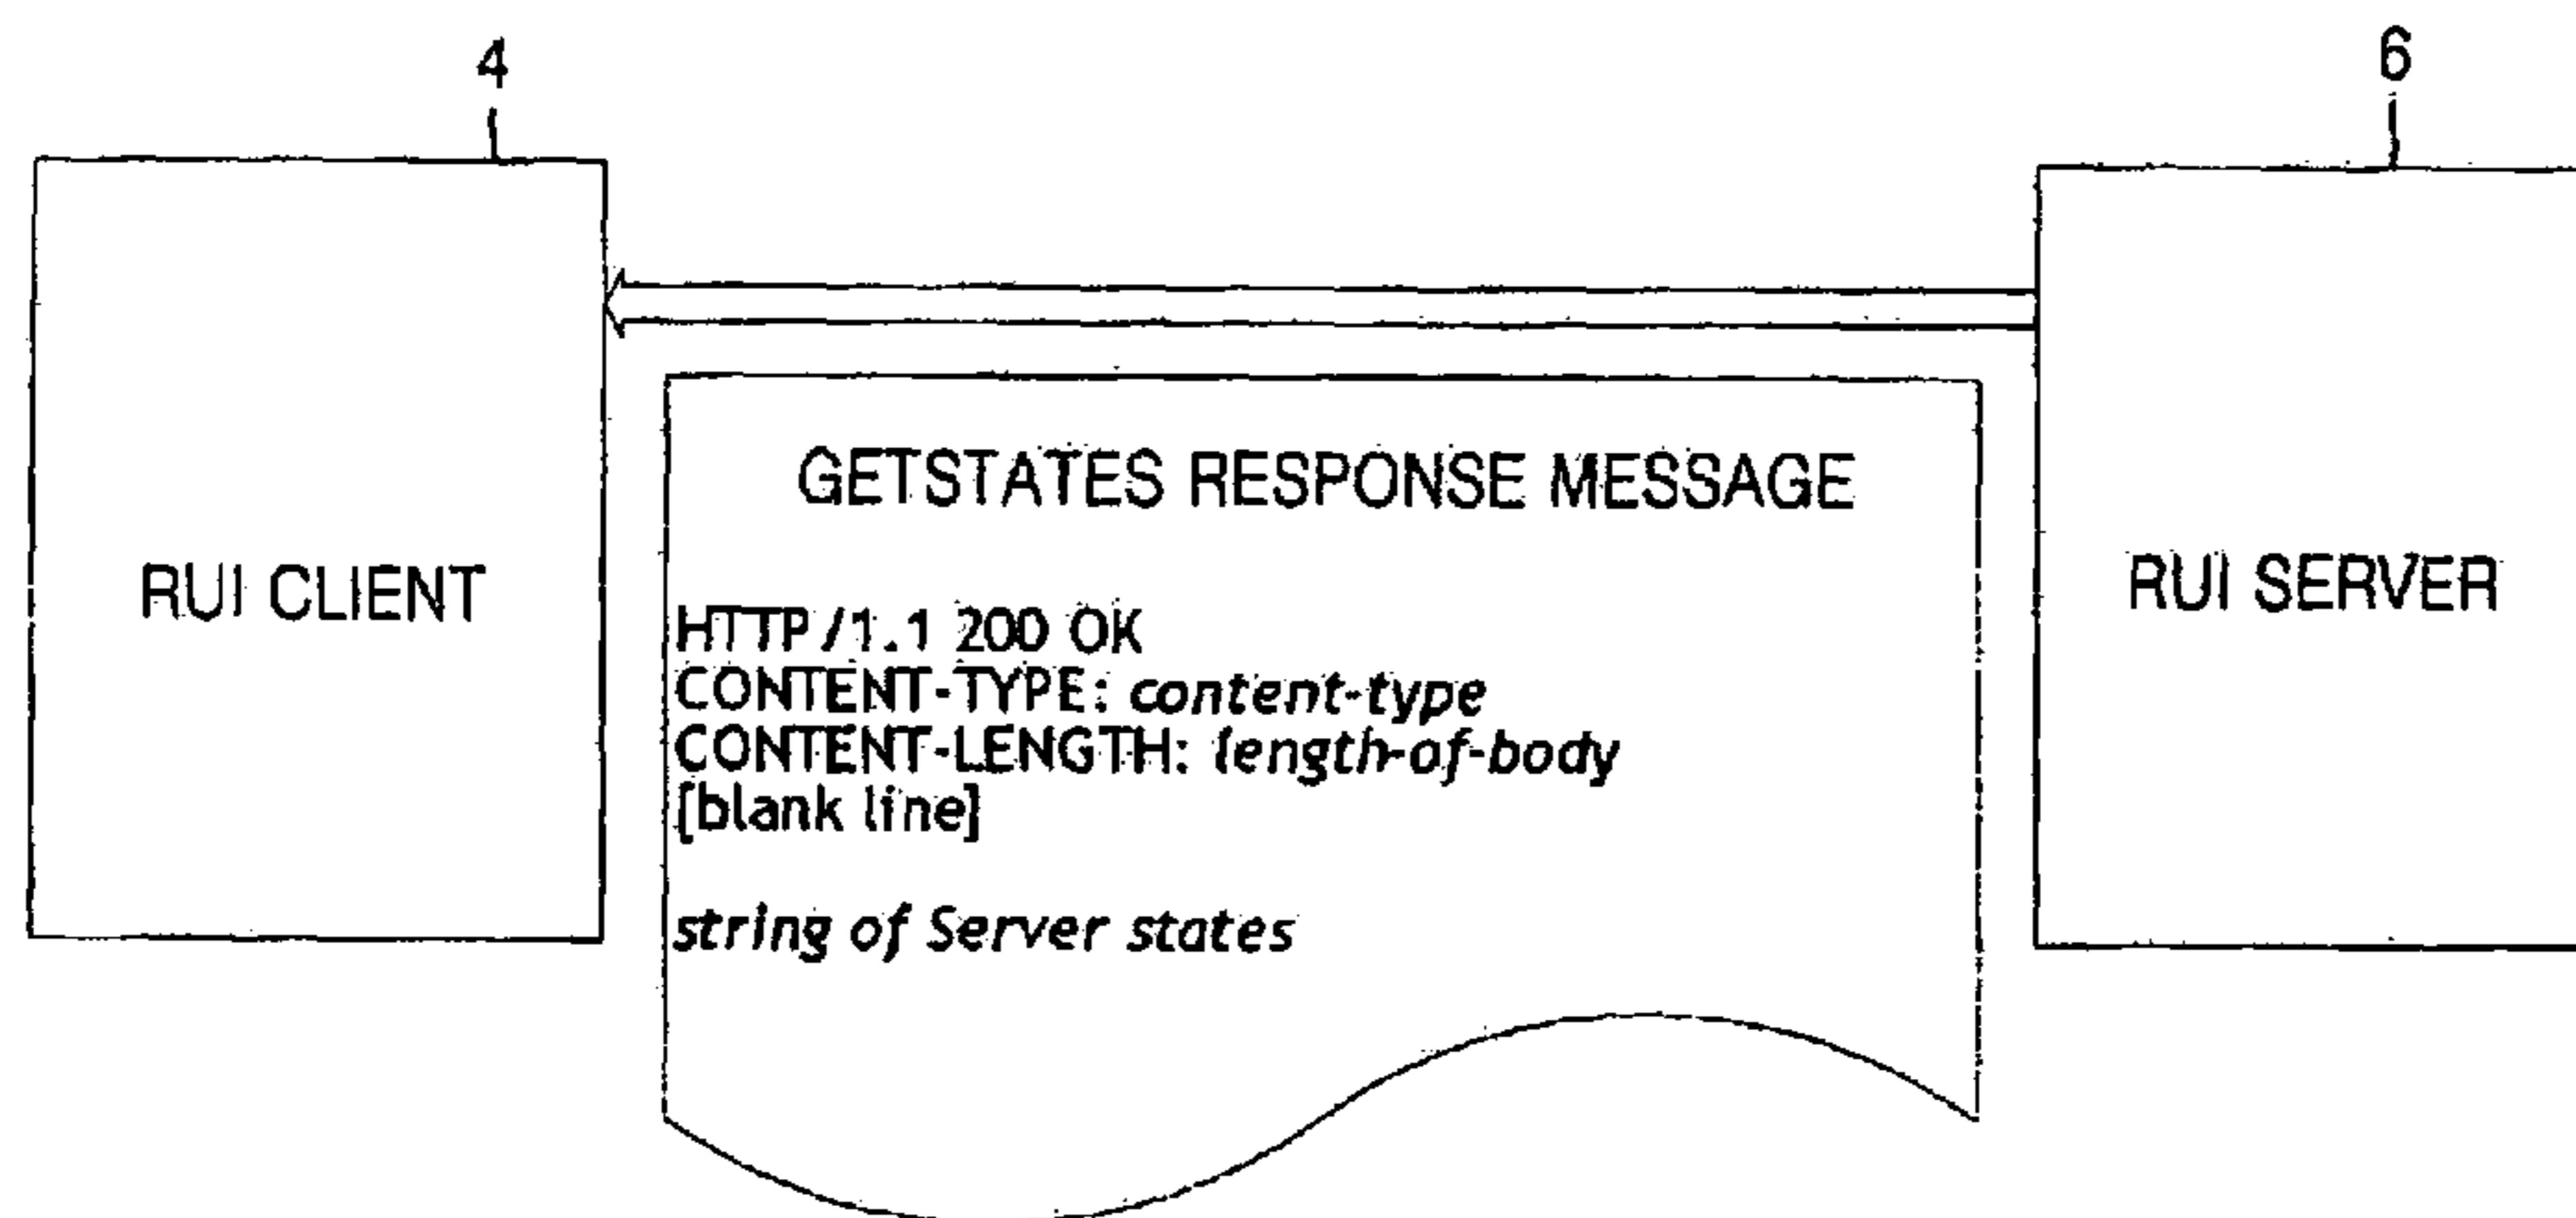 4
6
RUI CLIENT
GETSTATES RESPONSE MESSAGE
HTTP/1.1 200 OK
CONTENT-TYPE: content-type
CONTENT-LENGTH: length-of-body
[blank line]
string of Server states
RUI SERVER